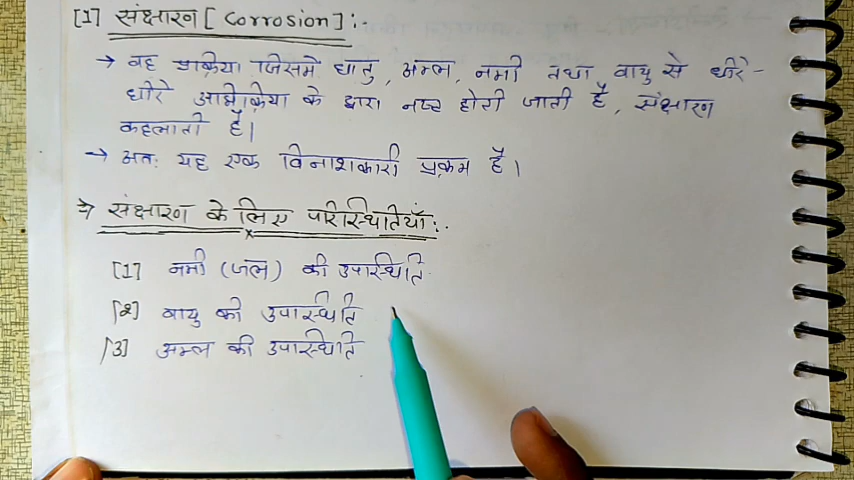 [1] संक्षारण [Corrosion] :-
→ वह प्रक्रिया जिसमें धातु, अम्ल, नमी तथा वायु से धीरे-
धीरे अभिक्रिया के द्वारा नष्ट होती जाती है, संक्षारण
कहलाती है।
→ अतः यह एक विनाशकारी प्रक्रम है।
⇒ संक्षारण के लिए परिस्थितियाँ :-
[1] नमी (जल) की उपस्थिति
[2] वायु की उपस्थिति
[3] अम्ल की उपस्थिति